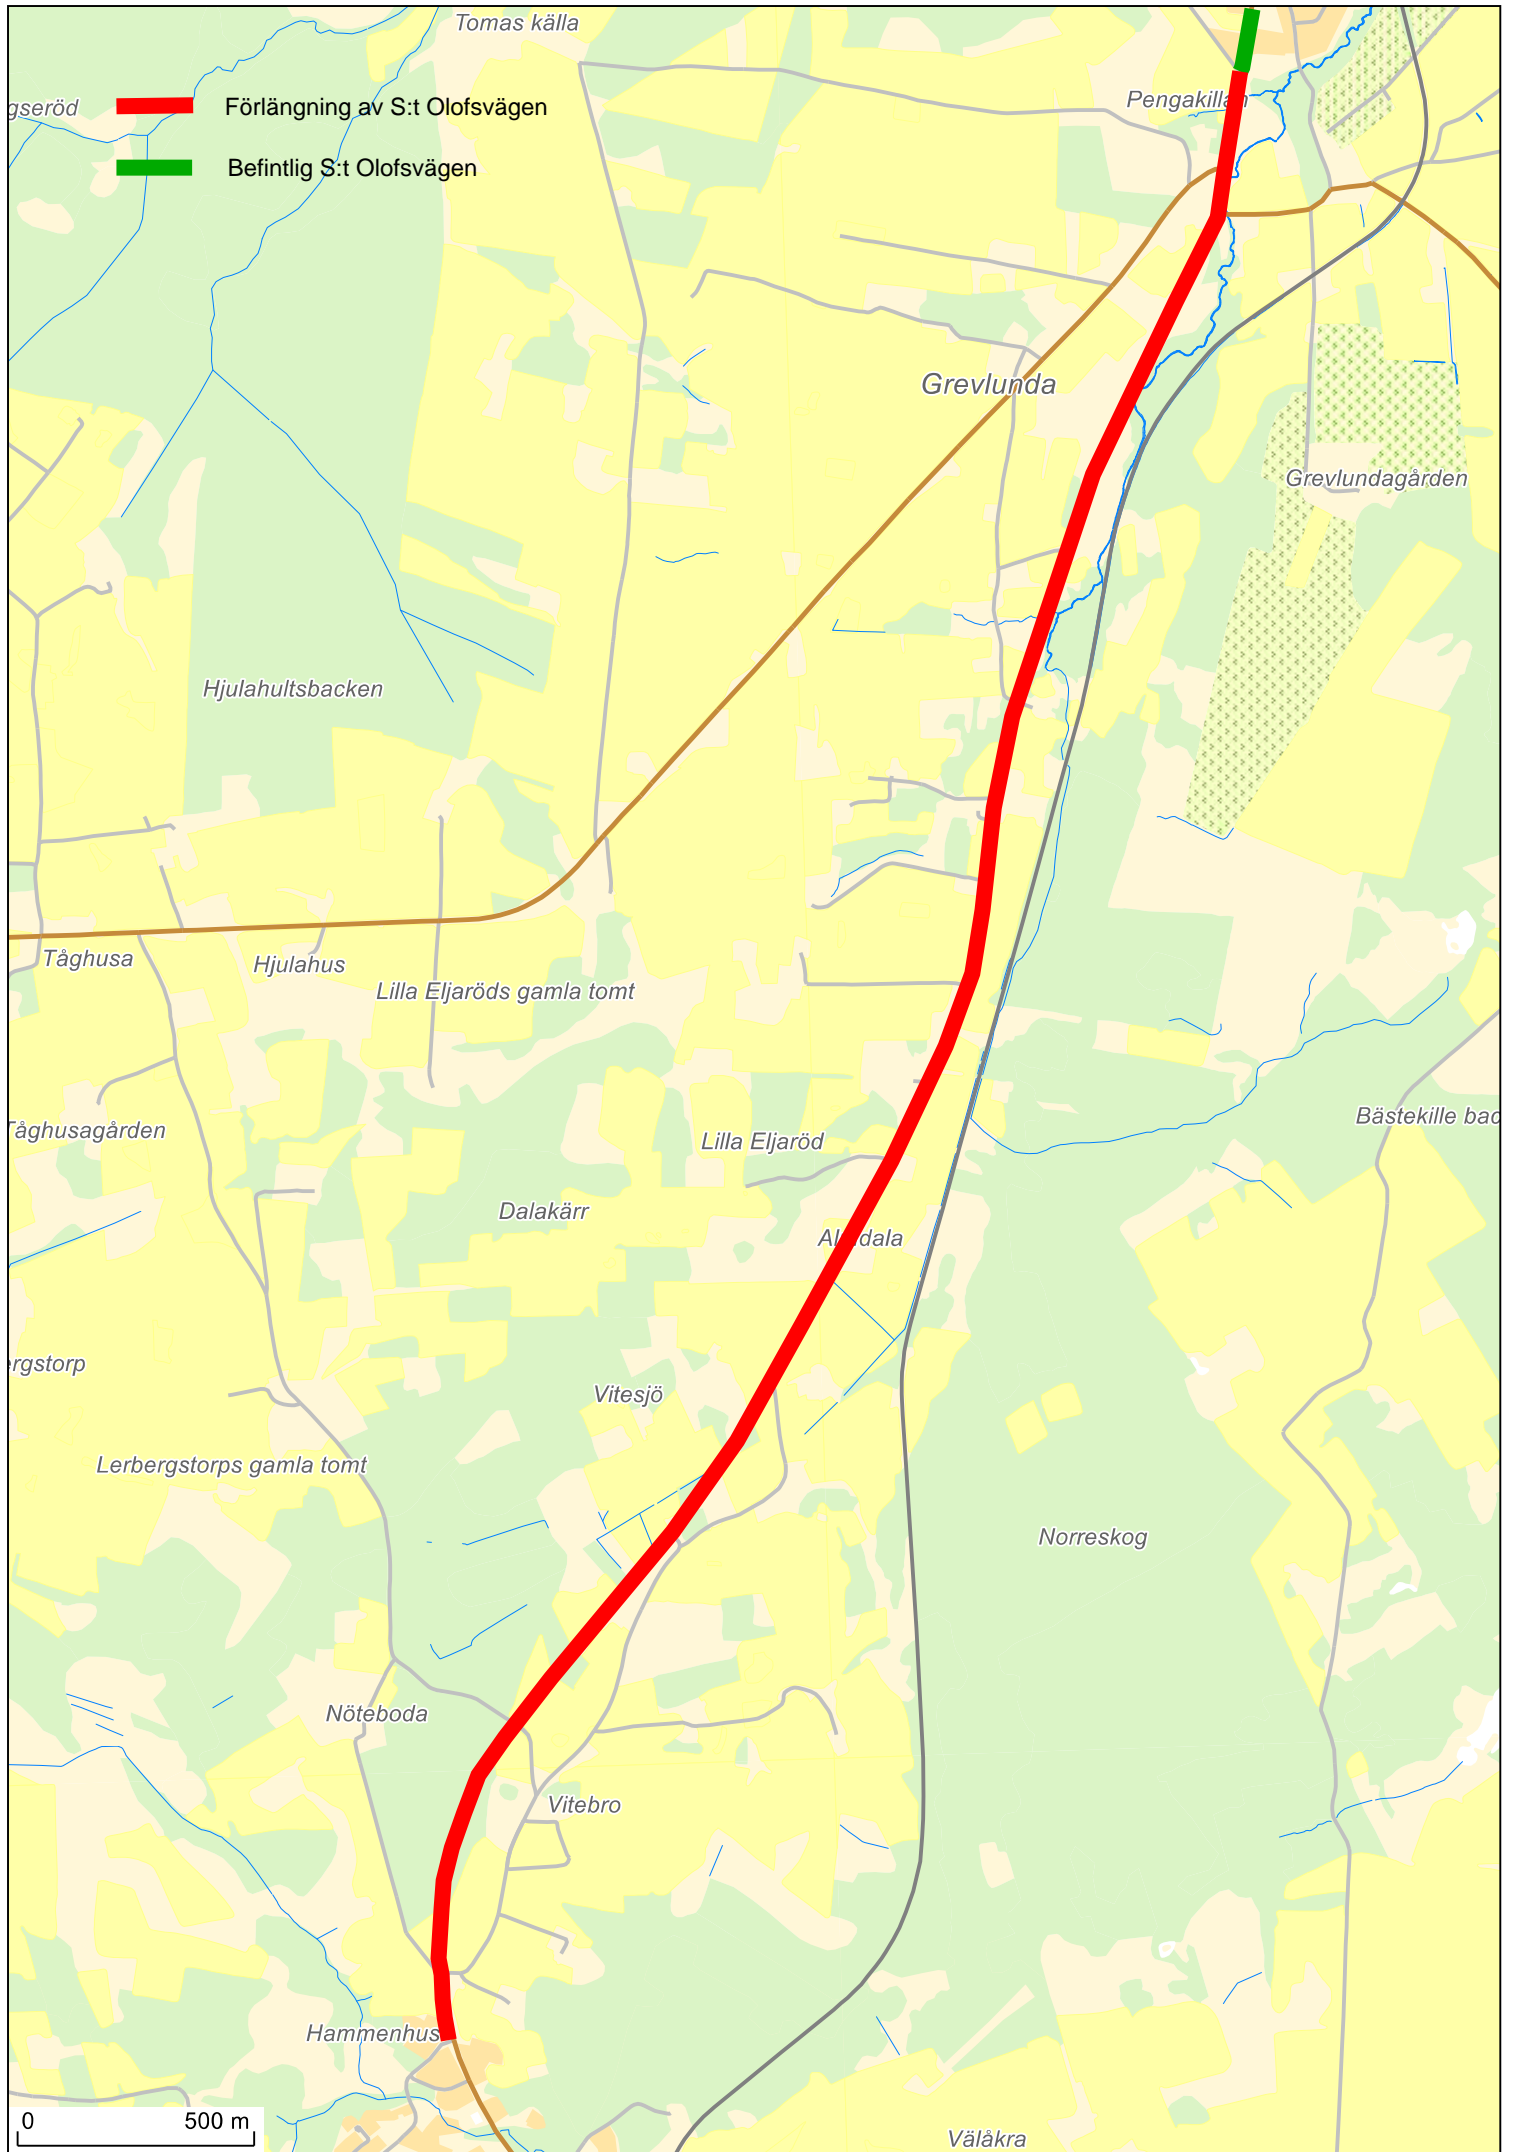 Tomas källa
gseröd
Förlängning av S:t Olofsvägen
Pengakillan
Befintlig S:t Olofsvägen
Grevlunda
Grevlundagården
Hjulahultsbacken
Tåghusa
Hjulahus
Lilla Eljaröds gamla tomt
Bästekille bac
Tåghusagården
Lilla Eljaröd
Dalakärr
rgstorp
Vitesjö
Lerbergstorps gamla tomt
Norreskog
Nöteboda
Vitebro
Hammenhus
0 500 m
Välåkra